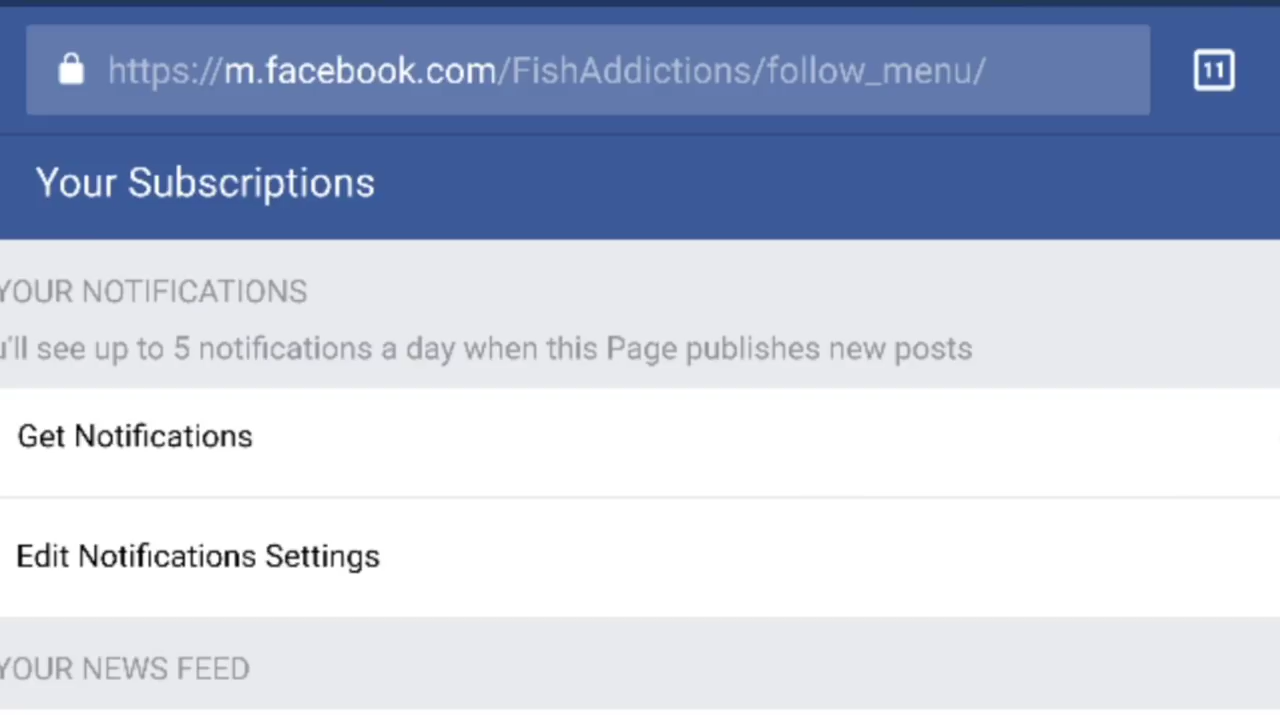 https://m.facebook.com/FishAddictions/follow_menu/
11
Your Subscriptions
YOUR NOTIFICATIONS
u'll see up to 5 notifications a day when this Page publishes new posts
Get Notifications
Edit Notifications Settings
YOUR NEWS FEED